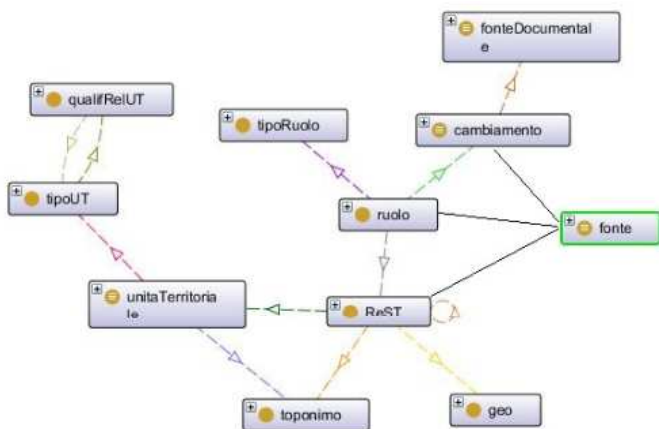 fonteDocumental
e
qualifRelUT
tipoRuolo
cambiamento
tipoUT
ruolo
fonte
unitaTerritoria
le
ReST
toponimo
geo